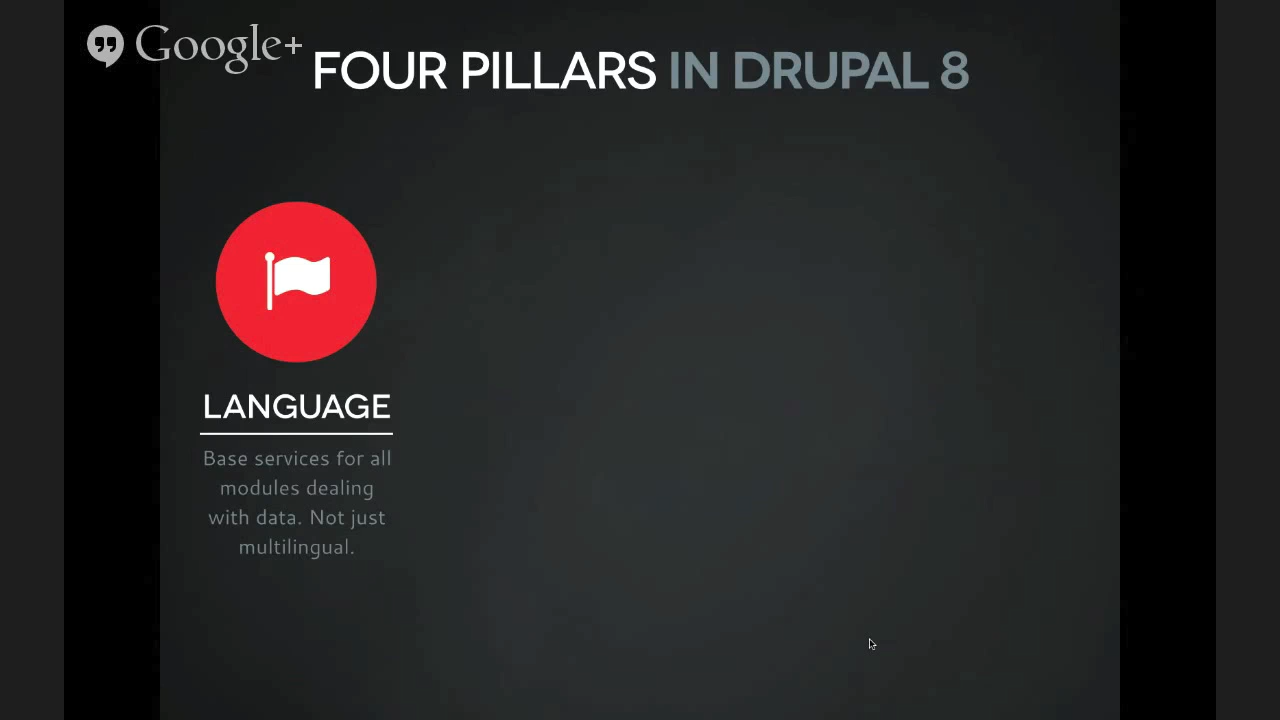 Google+
FOUR PILLARS IN DRUPAL 8
LANGUAGE
Base services for all
modules dealing
with data. Not just
multilingual.